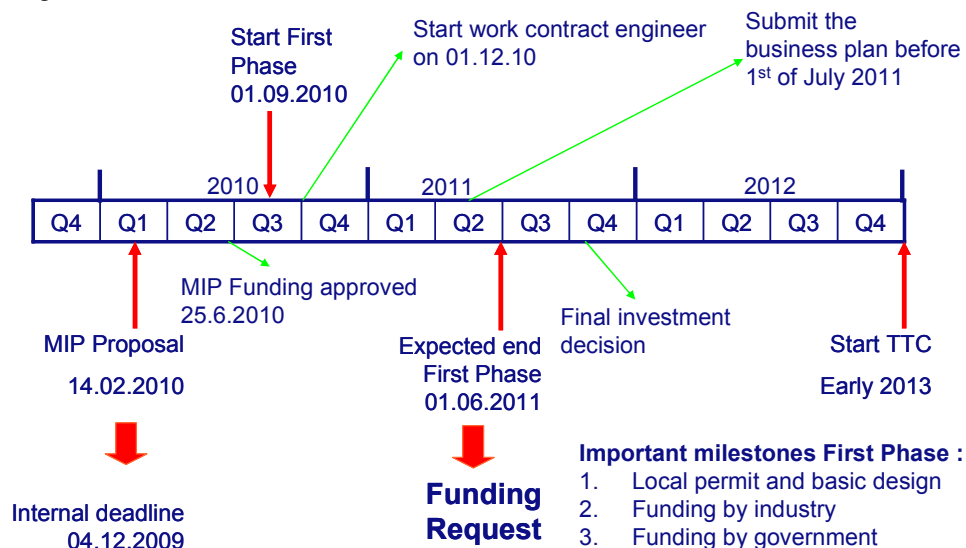 Start First
Phase
01.09.2010
Start work contract engineer
on 01.12.10
Submit the
business plan before
1st of July 2011
2010
2011
2012
Q4 Q1 Q2 Q3 Q4 Q1 Q2 Q3 Q4 Q1 Q2 Q3 Q4
MIP Funding approved
25.6.2010
MIP Proposal
14.02.2010
Internal deadline
04.12.2009
Expected end
First Phase
01.06.2011
Funding
Request
Final investment
decision
Start TTC
Early 2013
Important milestones First Phase :
1. Local permit and basic design
2. Funding by industry
3. Funding by government